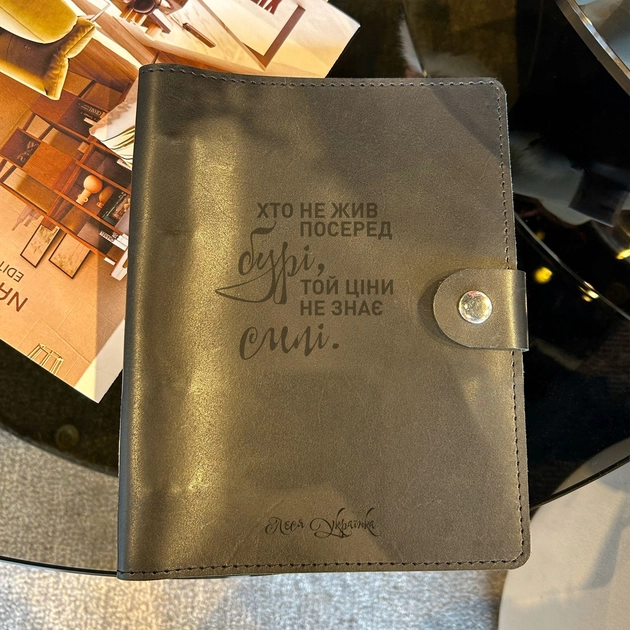 ХТО НЕ ЖИВ
ПОСЕРЕД
бурі,
ТОЙ ЦІНИ
НЕ ЗНАЄ
силі.
Леся Українка